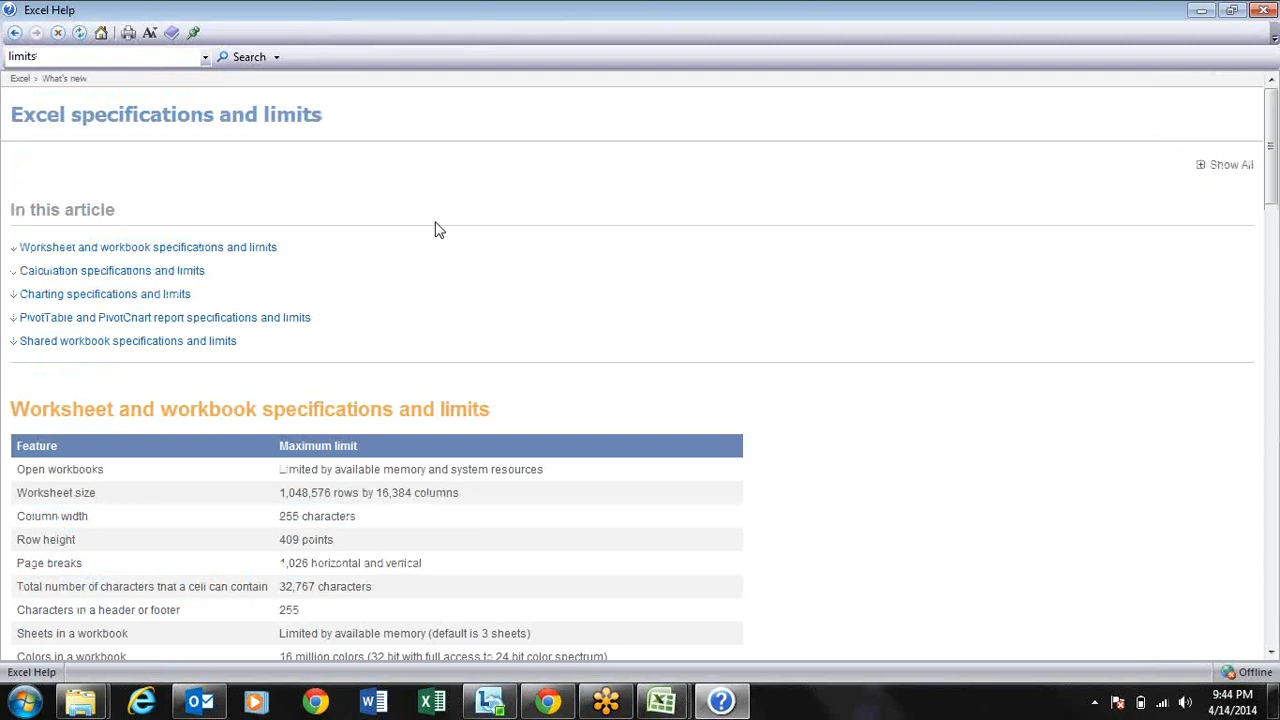 Excel Help
limits
Search
Excel > What's new
Excel specifications and limits
Show All
In this article
Worksheet and workbook specifications and limits
Calculation specifications and limits
Charting specifications and limits
PivotTable and PivotChart report specifications and limits
Shared workbook specifications and limits
Worksheet and workbook specifications and limits
Feature Maximum limit
Open workbooks Limited by available memory and system resources
Worksheet size 1,048,576 rows by 16,384 columns
Column width 255 characters
Row height 409 points
Page breaks 1,026 horizontal and vertical
Total number of characters that a cell can contain 32,767 characters
Characters in a header or footer 255
Sheets in a workbook Limited by available memory (default is 3 sheets)
Colors in a workbook 16 million colors (32 bit with full access to 24 bit color spectrum)
Excel Help
Offline
9:44 PM
4/14/2014